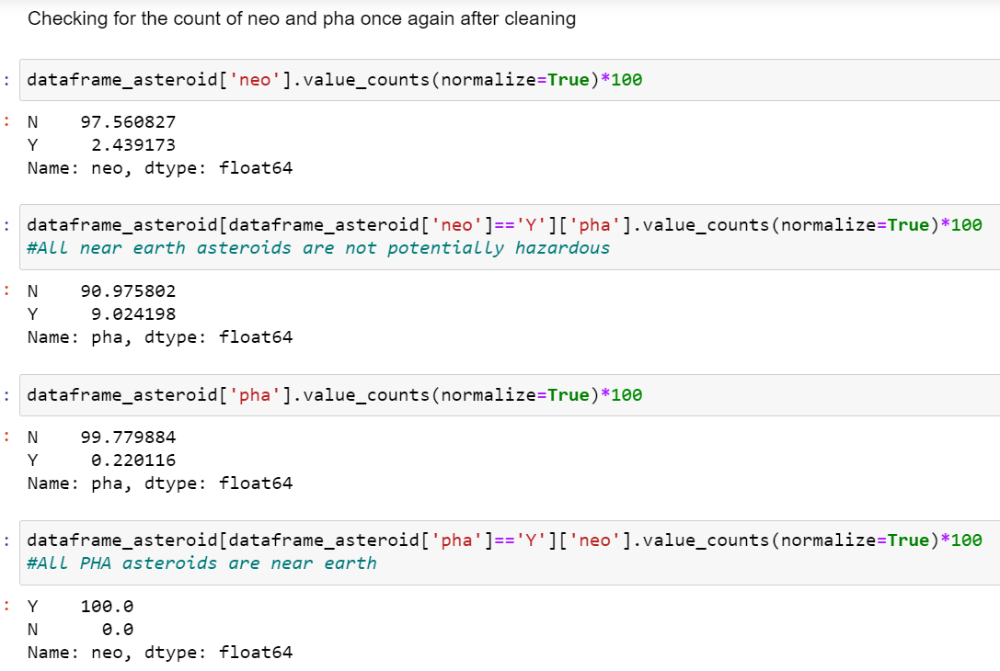 Checking for the count of neo and pha once again after cleaning
: dataframe_asteroid['neo'].value_counts(normalize=True)*100
: N    97.560827
Y     2.439173
Name: neo, dtype: float64
: dataframe_asteroid[dataframe_asteroid['neo']=='Y']['pha'].value_counts(normalize=True)*100
#All near earth asteroids are not potentially hazardous
: N    90.975802
Y     9.024198
Name: pha, dtype: float64
: dataframe_asteroid['pha'].value_counts(normalize=True)*100
: N    99.779884
Y     0.220116
Name: pha, dtype: float64
: dataframe_asteroid[dataframe_asteroid['pha']=='Y']['neo'].value_counts(normalize=True)*100
#All PHA asteroids are near earth
: Y    100.0
N      0.0
Name: neo, dtype: float64